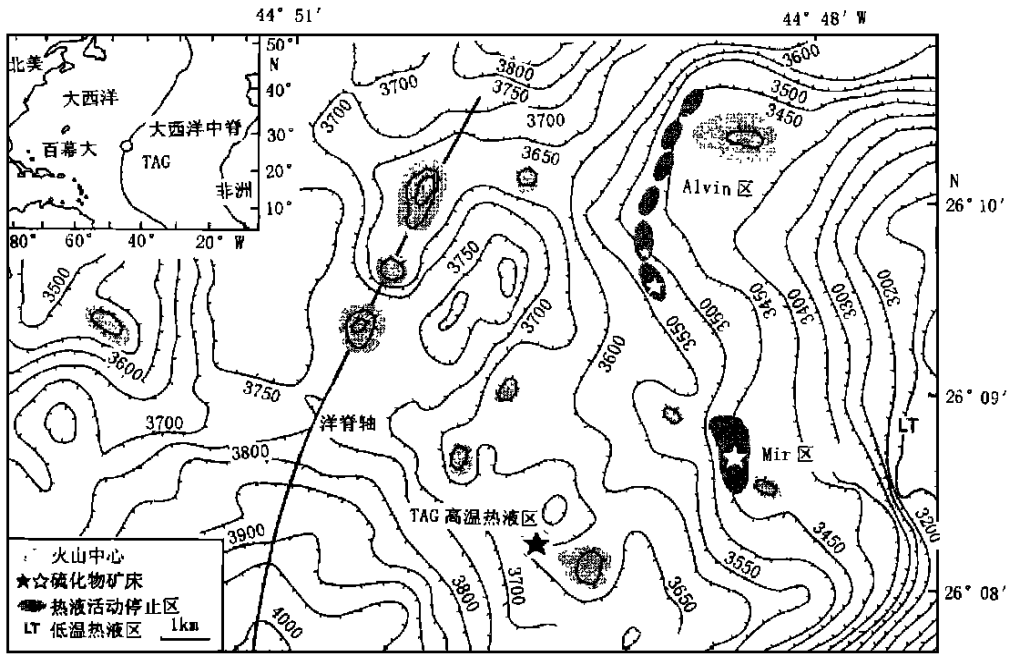 44° 51′
44° 48′ W
50°
N
40°
30°
20°
10°
80°
60°
40°
20° W
北美
大西洋
大西洋中脊
百幕大
TAG
非洲
3700
3800
3750
3700
3700
3650
3600
3500
3450
Alvin 区
N
26° 10′
3500
3600
3750
3700
3750
3700
3600
3550
3500
3450
3400
3300
3200
26° 09′
LT
洋脊轴
3700
3800
Mir 区
TAG 高温热液区
3900
3800
3700
3650
3550
3450
3200
26° 08′
4000
火山中心
★☆硫化物矿床
热液活动停止区
LT 低温热液区
1km